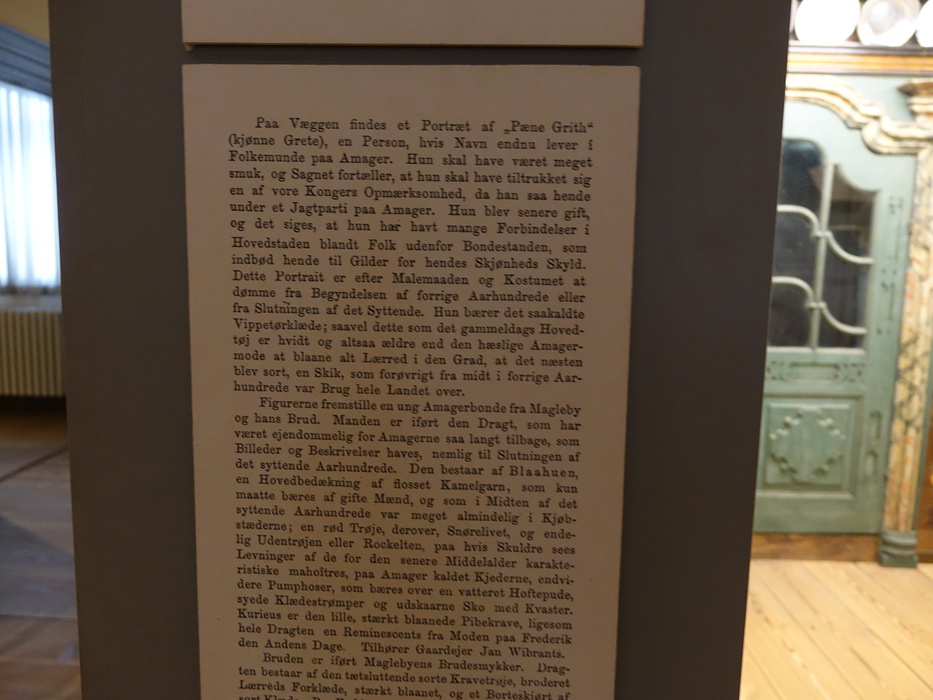 Paa Væggen findes et Portræt af „Pæne Grith“
(kjønne Grete), en Person, hvis Navn endnu lever i
Folkemunde paa Amager. Hun skal have været meget
smuk, og Sagnet fortæller, at hun skal have tiltrukket sig
en af vore Kongers Opmærksomhed, da han saa hende
under et Jagtparti paa Amager. Hun blev senere gift,
og det siges, at hun har havt mange Forbindelser i
Hovedstaden blandt Folk udenfor Bondestanden, som
indbød hende til Gilder for hendes Skjønheds Skyld.
Dette Portrait er efter Malemaaden og Kostumet at
dømme fra Begyndelsen af forrige Aarhundrede eller
fra Slutningen af det Syttende. Hun bærer det saakaldte
Vippetørklæde; saavel dette som det gammeldags Hoved-
tøj er hvidt og altsaa ældre end den hæslige Amager-
mode at blaane alt Lærred i den Grad, at det næsten
blev sort, en Skik, som forøvrigt fra midt i forrige Aar-
hundrede var Brug hele Landet over.
Figurerne fremstille en ung Amagerbonde fra Magleby
og hans Brud. Manden er iført den Dragt, som har
været ejendommelig for Amagerne saa langt tilbage, som
Billeder og Beskrivelser haves, nemlig til Slutningen af
det syttende Aarhundrede. Den bestaar af Blaahuen,
en Hovedbedækning af flosset Kamelgarn, som kun
maatte bæres af gifte Mænd, og som i Midten af det
syttende Aarhundrede var meget almindelig i Kjøb-
stæderne; en rød Trøje, derover, Snørelivet, og ende-
lig Udentrøjen eller Rockelten, paa hvis Skuldre sees
Levninger af de for den senere Middelalder karakte-
ristiske mahoîtres, paa Amager kaldet Kjederne, endvi-
dere Pumphoser, som bæres over en vatteret Hoftepude,
syede Klædestrømper og udskaarne Sko med Kvaster.
Kurieus er den lille, stærkt blaanede Pibekrave, ligesom
hele Dragten en Reminescents fra Moden paa Frederik
den Andens Dage. Tilhører Gaardejer Jan Wibrants.
Bruden er iført Maglebyens Brudesmykker. Drag-
ten bestaar af den tætsluttende sorte Kravetrøje, broderet
Lærreds Forklæde, stærkt blaanet, og et Borteskjørt af